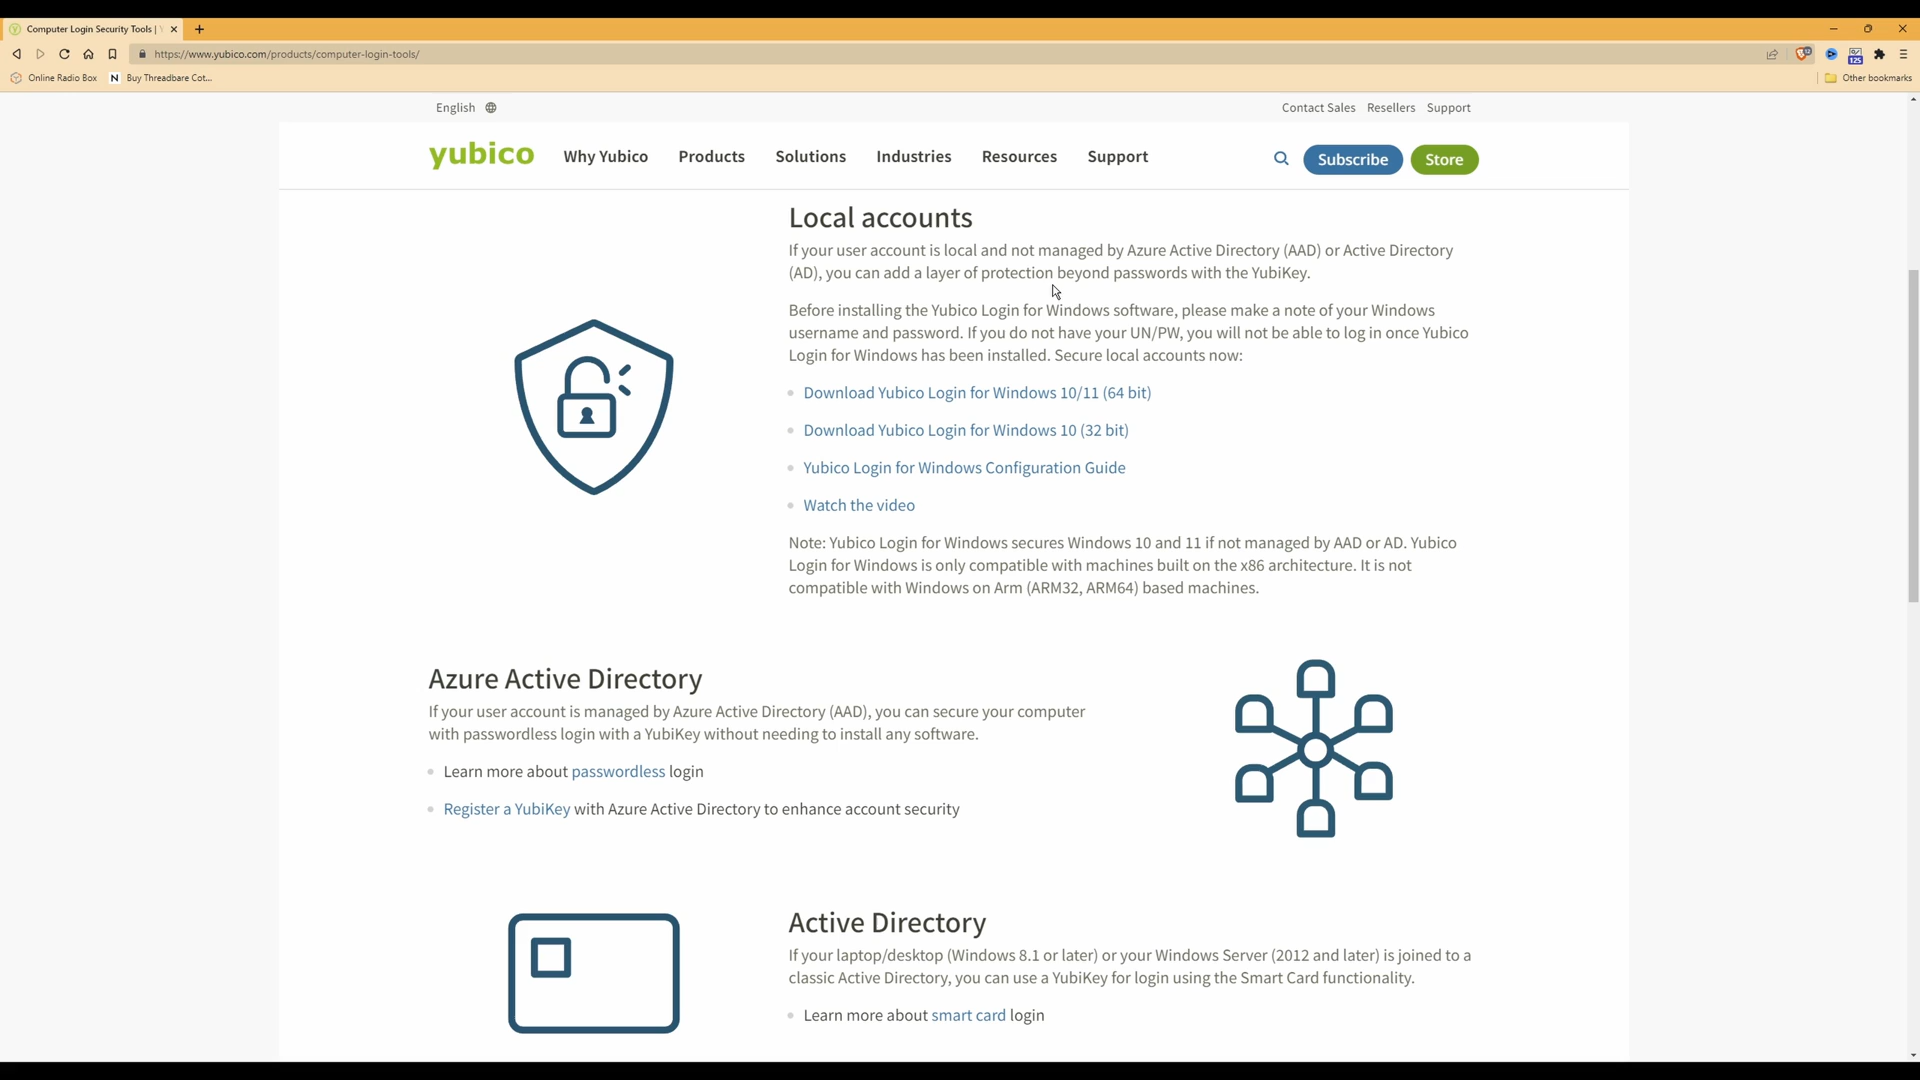 Computer Login Security Tools |
https://www.yubico.com/products/computer-login-tools/
125
Online Radio Box
N Buy Threadbare Cot...
Other bookmarks
English
Contact Sales Resellers Support
yubico
Why Yubico Products Solutions Industries Resources Support
Subscribe Store
Local accounts
If your user account is local and not managed by Azure Active Directory (AAD) or Active Directory
(AD), you can add a layer of protection beyond passwords with the YubiKey.
Before installing the Yubico Login for Windows software, please make a note of your Windows
username and password. If you do not have your UN/PW, you will not be able to log in once Yubico
Login for Windows has been installed. Secure local accounts now:
Download Yubico Login for Windows 10/11 (64 bit)
Download Yubico Login for Windows 10 (32 bit)
Yubico Login for Windows Configuration Guide
Watch the video
Note: Yubico Login for Windows secures Windows 10 and 11 if not managed by AAD or AD. Yubico
Login for Windows is only compatible with machines built on the x86 architecture. It is not
compatible with Windows on Arm (ARM32, ARM64) based machines.
Azure Active Directory
If your user account is managed by Azure Active Directory (AAD), you can secure your computer
with passwordless login with a YubiKey without needing to install any software.
Learn more about passwordless login
Register a YubiKey with Azure Active Directory to enhance account security
Active Directory
If your laptop/desktop (Windows 8.1 or later) or your Windows Server (2012 and later) is joined to a
classic Active Directory, you can use a YubiKey for login using the Smart Card functionality.
Learn more about smart card login